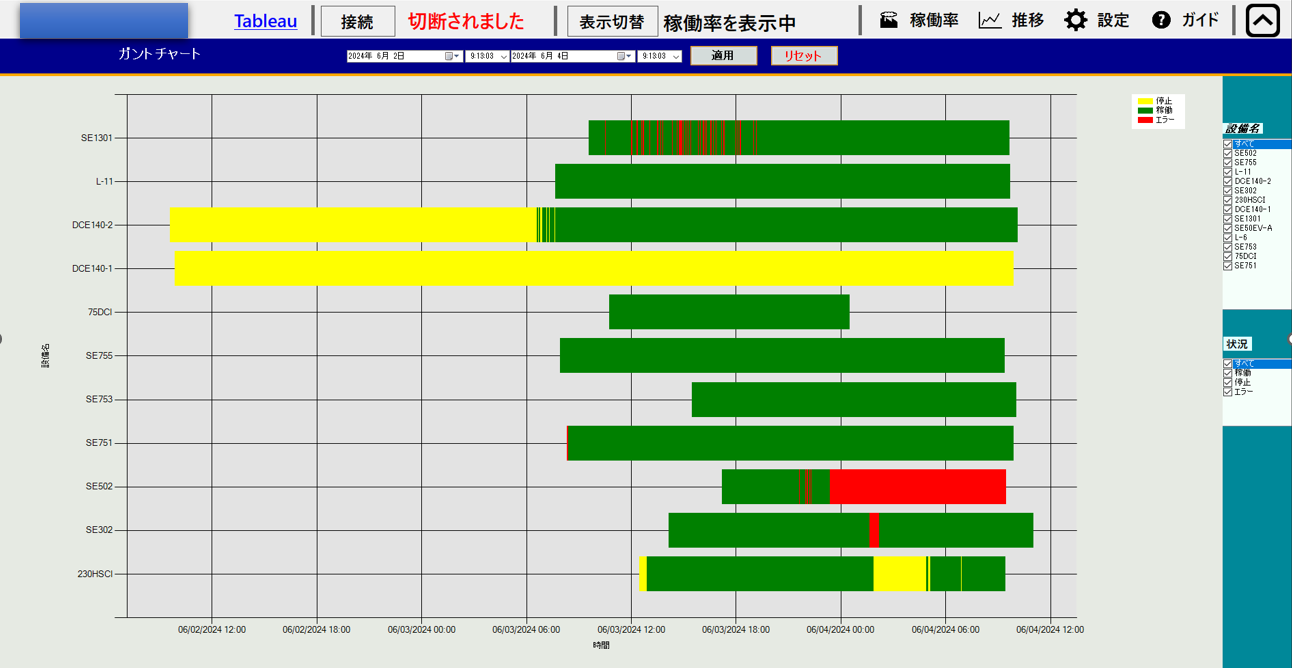 Tableau 接続 切断されました 表示切替 稼働率を表示中 稼働率 推移 設定 ガイド
ガントチャート 2024年 6月 2日 9:13:03 2024年 6月 4日 9:13:03 適用 リセット
停止
稼働
エラー
設備名
すべて
SE502
SE755
L-11
DCE140-2
SE302
230HSCI
DCE140-1
SE1301
SE50EV-A
L-6
SE753
75DCI
SE751
状況
すべて
稼働
停止
エラー
設備名
SE1301
L-11
DCE140-2
DCE140-1
75DCI
SE755
SE753
SE751
SE502
SE302
230HSCI
06/02/2024 12:00 06/02/2024 18:00 06/03/2024 00:00 06/03/2024 06:00 06/03/2024 12:00 06/03/2024 18:00 06/04/2024 00:00 06/04/2024 06:00 06/04/2024 12:00
時間